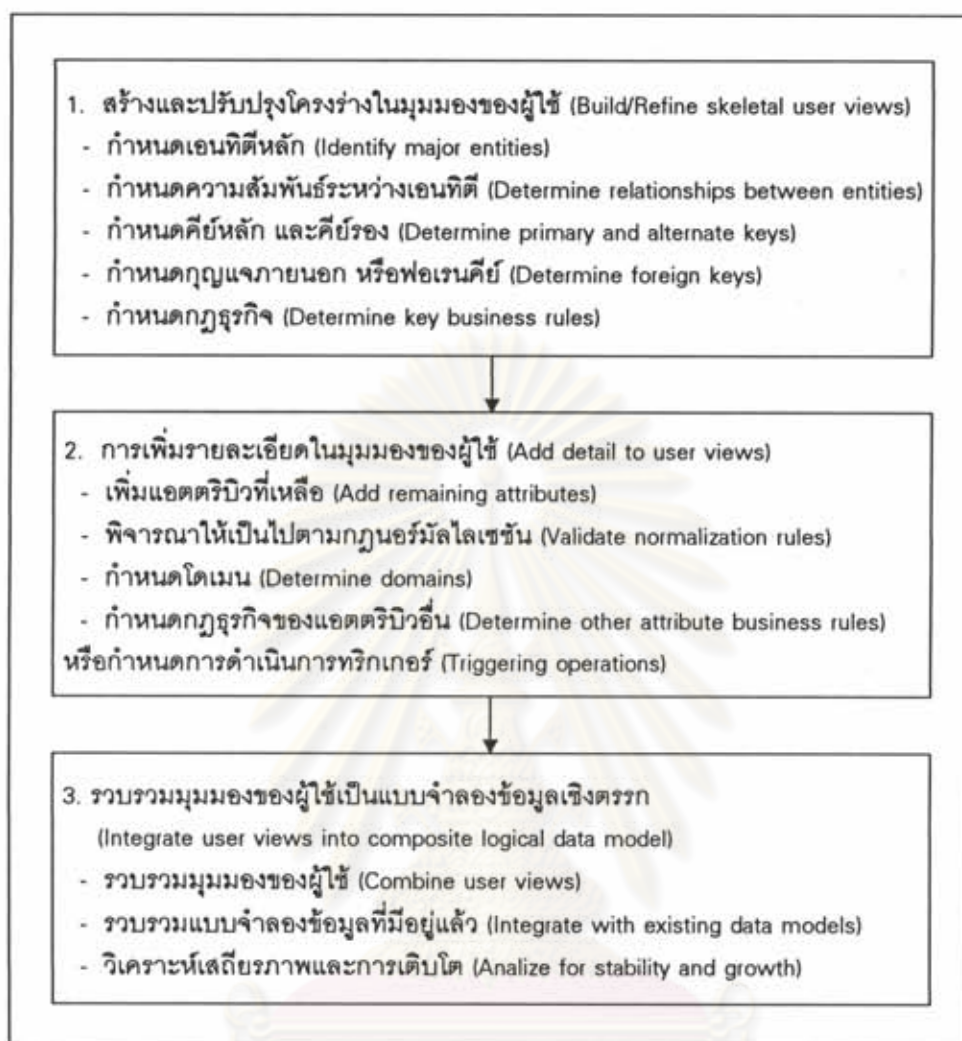 1. สร้างและปรับปรุงโครงร่างในมุมมองของผู้ใช้ (Build/Refine skeletal user views)
- กำหนดเอนทิตีหลัก (Identify major entities)
- กำหนดความสัมพันธ์ระหว่างเอนทิตี (Determine relationships between entities)
- กำหนดคีย์หลัก และคีย์รอง (Determine primary and alternate keys)
- กำหนดกุญแจภายนอก หรือฟอเรนคีย์ (Determine foreign keys)
- กำหนดกฎธุรกิจ (Determine key business rules)
2. การเพิ่มรายละเอียดในมุมมองของผู้ใช้ (Add detail to user views)
- เพิ่มแอตตริบิวที่เหลือ (Add remaining attributes)
- พิจารณาให้เป็นไปตามกฎนอร์มัลไลเซชัน (Validate normalization rules)
- กำหนดโดเมน (Determine domains)
- กำหนดกฎธุรกิจของแอตตริบิวอื่น (Determine other attribute business rules)
หรือกำหนดการดำเนินการทริกเกอร์ (Triggering operations)
3. รวบรวมมุมมองของผู้ใช้เป็นแบบจำลองข้อมูลเชิงตรรก
(Integrate user views into composite logical data model)
- รวบรวมมุมมองของผู้ใช้ (Combine user views)
- รวบรวมแบบจำลองข้อมูลที่มีอยู่แล้ว (Integrate with existing data models)
- วิเคราะห์เสถียรภาพและการเติบโต (Analize for stability and growth)